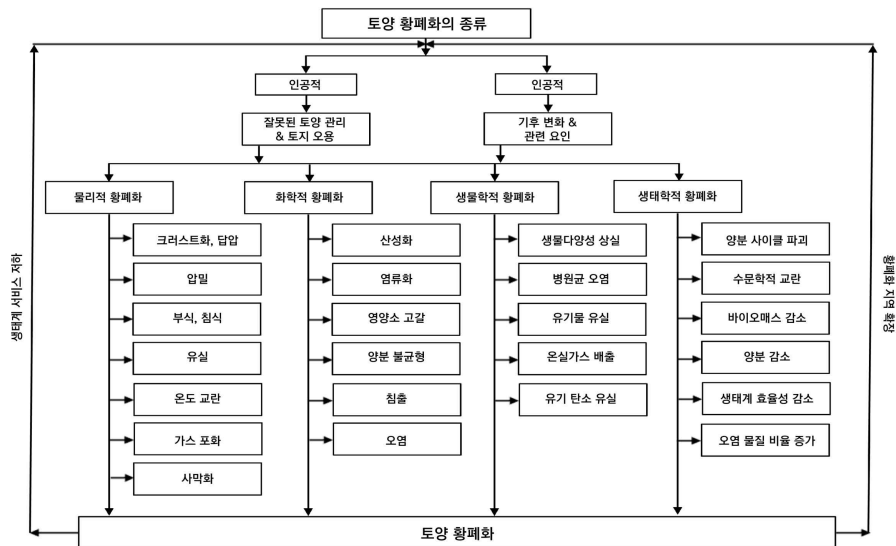 토양 황폐화의 종류
인공적
인공적
잘못된 토양 관리
& 토지 오용
기후 변화 &
관련 요인
물리적 황폐화
화학적 황폐화
생물학적 황폐화
생태학적 황폐화
크러스트화, 답압
압밀
부식, 침식
유실
온도 교란
가스 포화
사막화
산성화
염류화
영양소 고갈
양분 불균형
침출
오염
생물다양성 상실
병원균 오염
유기물 유실
온실가스 배출
유기 탄소 유실
양분 사이클 파괴
수문학적 교란
바이오매스 감소
양분 감소
생태계 효율성 감소
오염 물질 비율 증가
생태계 서비스 저하
황폐화 지역 확장
토양 황폐화